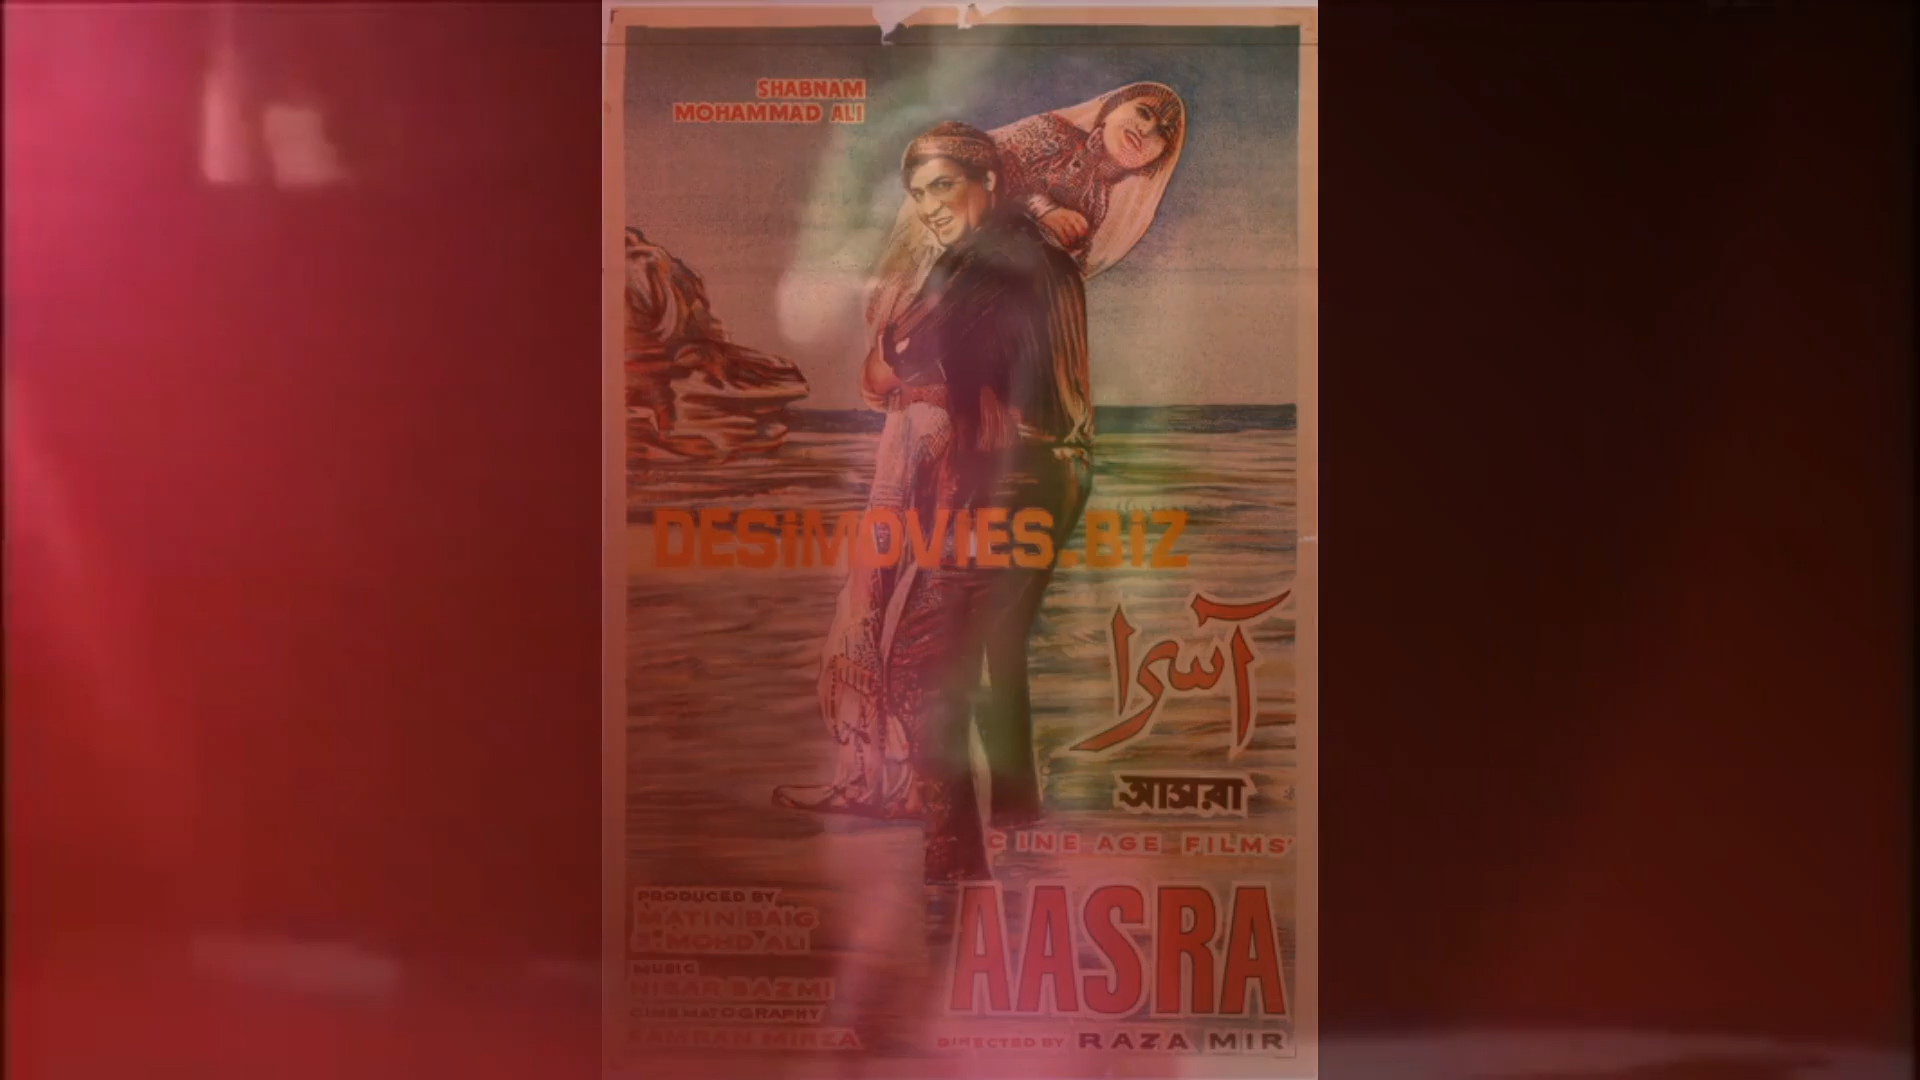 SHABNAM
MOHAMMAD ALI
DESiMOVIES.BiZ
آسرا
আসরা
CINE AGE FILMS'
AASRA
DIRECTED BY RAZA MIR
PRODUCED BY
MATIN BAIG
S. MOHD ALI
MUSIC
NISAR BAZMI
CINEMATOGRAPHY
KAMRAN MIRZA